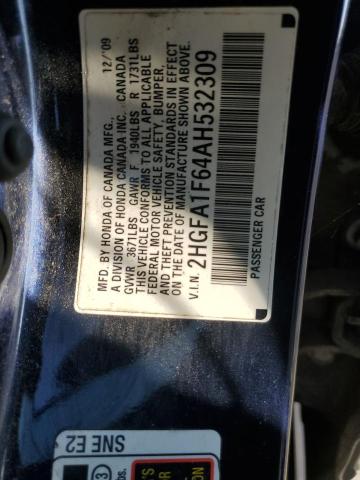 MFD. BY HONDA OF CANADA MFG., 12/'09
A DIVISION OF HONDA CANADA INC. CANADA
GVWR 3671LBS GAWR F 1940LBS R 1731LBS
THIS VEHICLE CONFORMS TO ALL APPLICABLE
FEDERAL MOTOR VEHICLE SAFETY, BUMPER,
AND THEFT PREVENTION STANDARDS IN EFFECT
ON THE DATE OF MANUFACTURE SHOWN ABOVE.
V.I.N. 2HGFA1F64AH532309
PASSENGER CAR
SNE E2